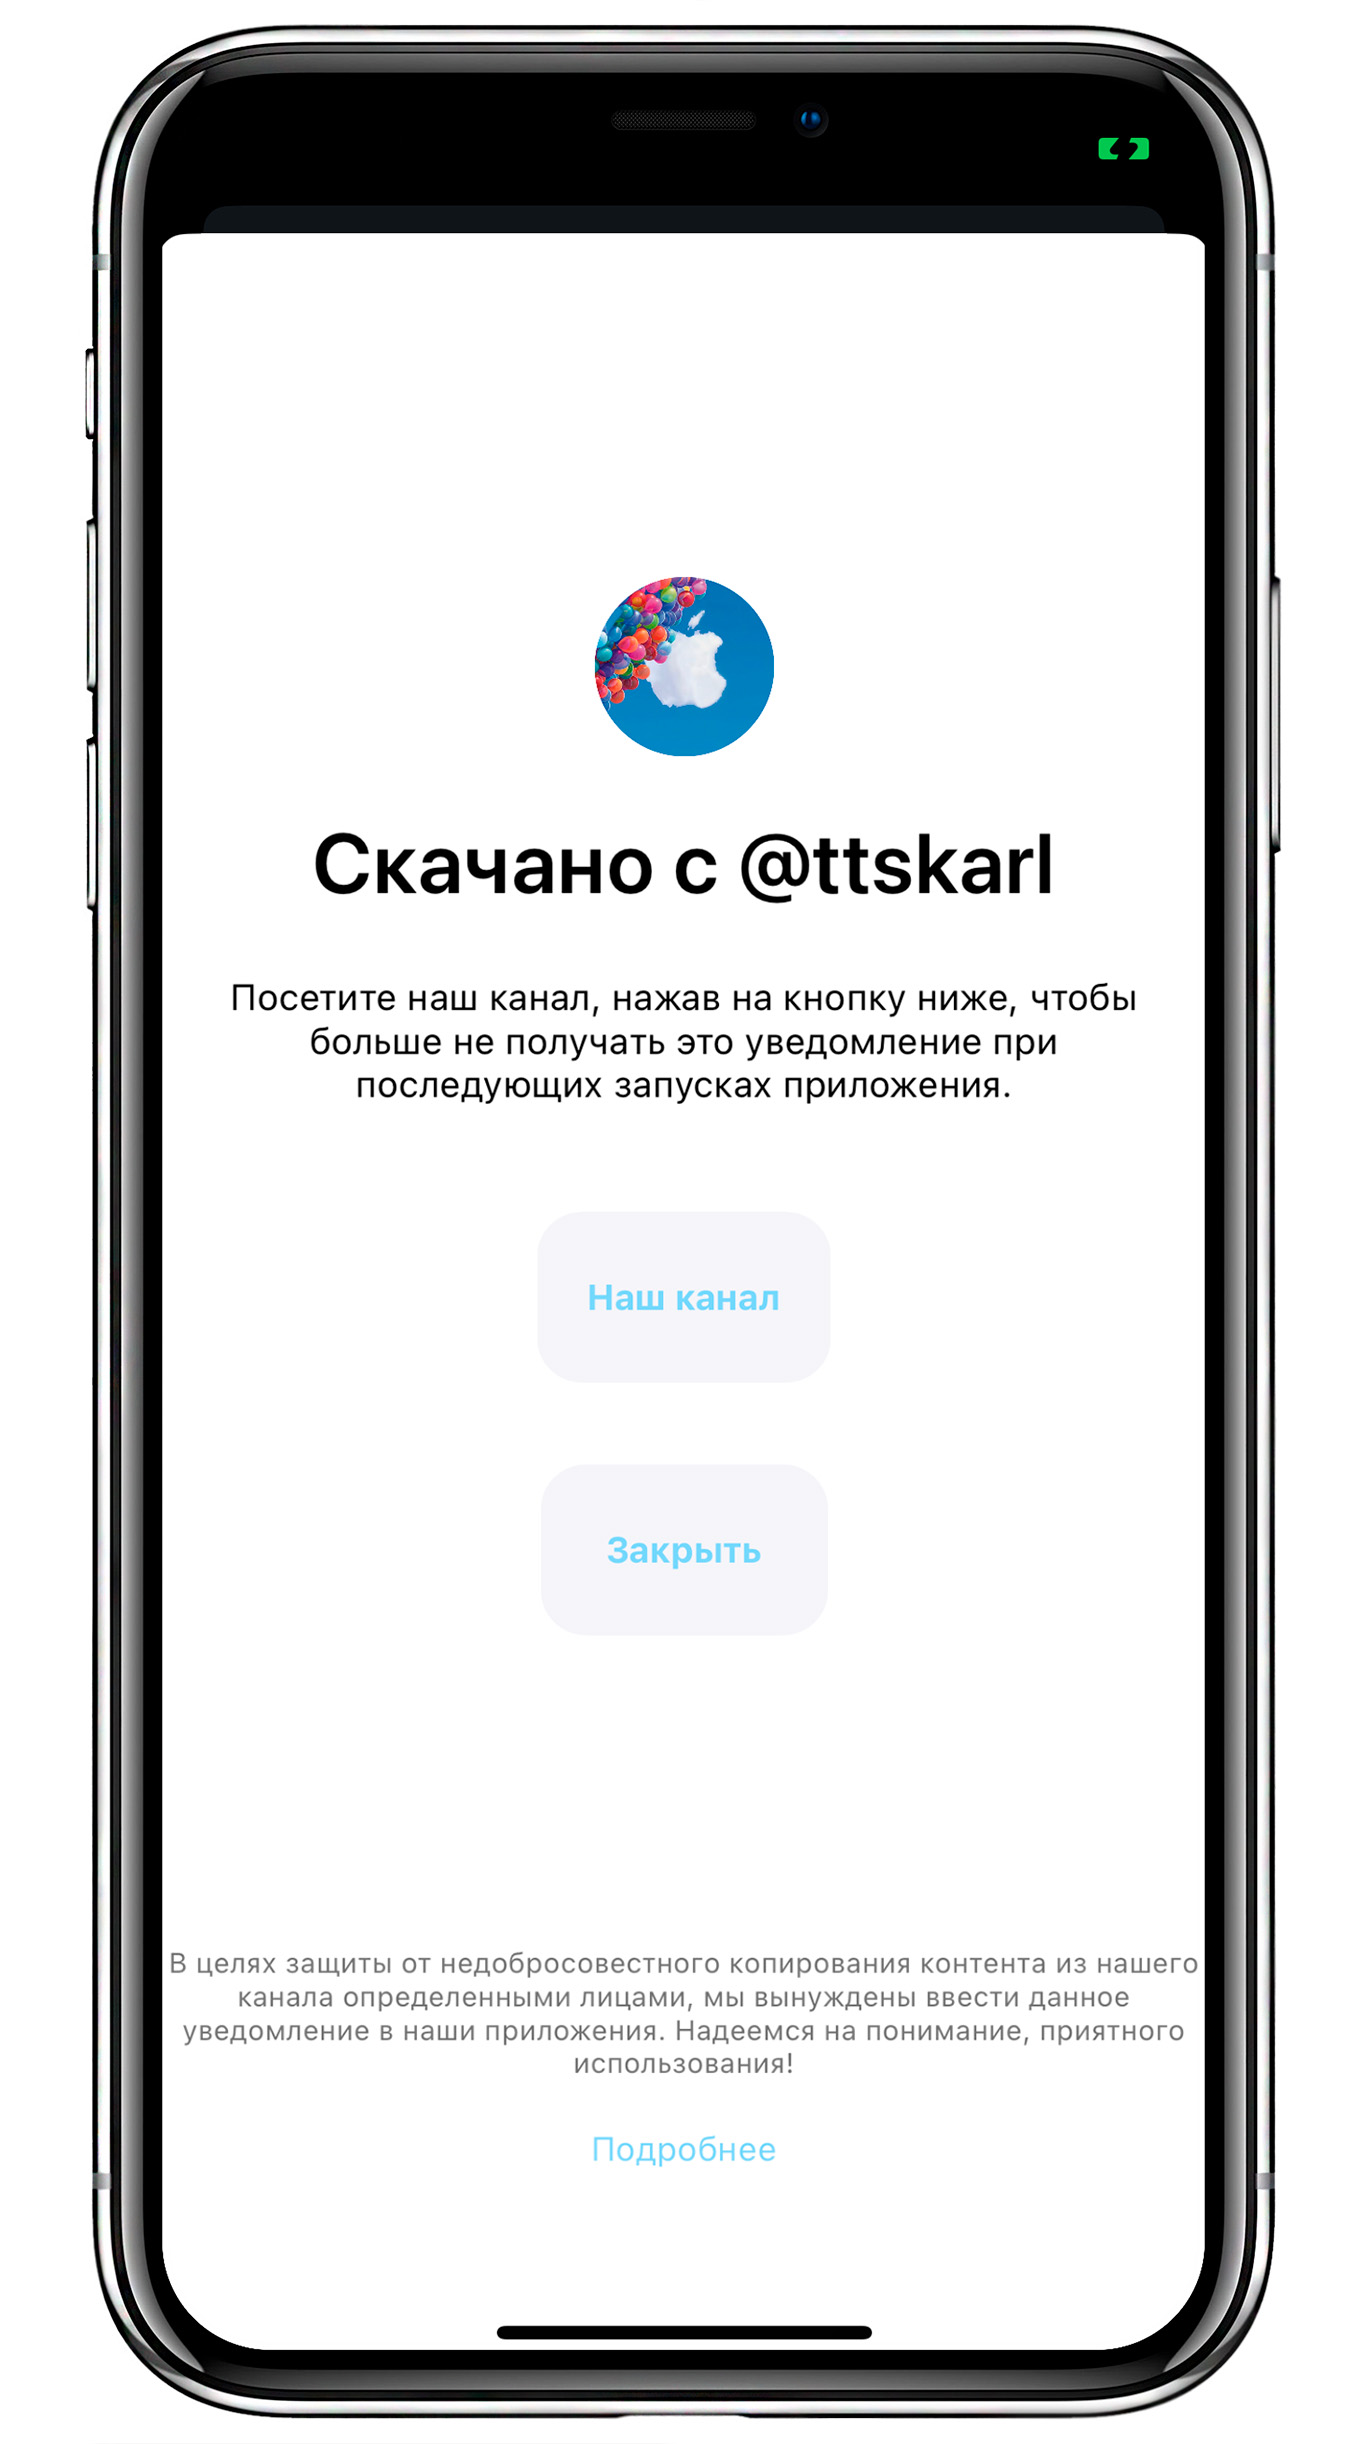 Скачано с @ttskarl
Посетите наш канал, нажав на кнопку ниже, чтобы
больше не получать это уведомление при
последующих запусках приложения.
Наш канал
Закрыть
В целях защиты от недобросовестного копирования контента из нашего
канала определенными лицами, мы вынуждены ввести данное
уведомление в наши приложения. Надеемся на понимание, приятного
использования!
Подробнее